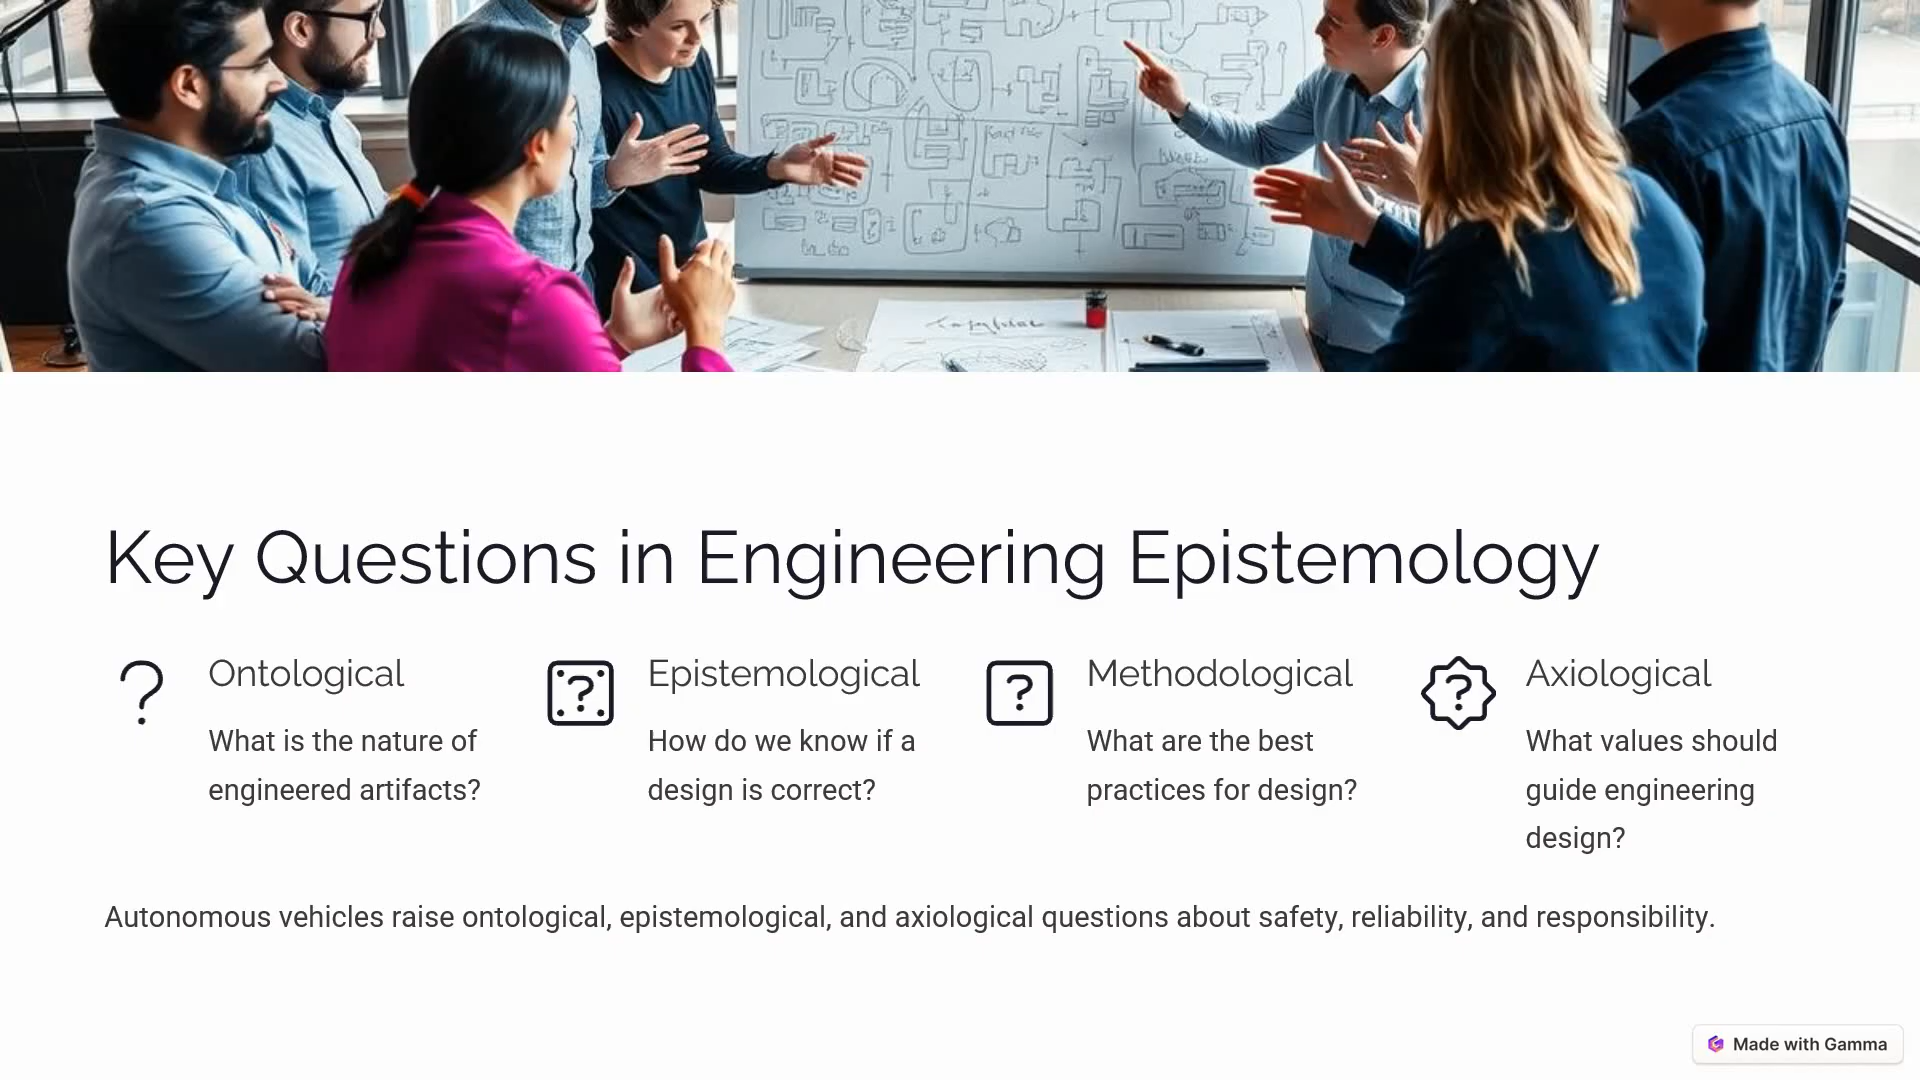 Key Questions in Engineering Epistemology
Ontological
What is the nature of
engineered artifacts?
Epistemological
How do we know if a
design is correct?
Methodological
What are the best
practices for design?
Axiological
What values should
guide engineering
design?
Autonomous vehicles raise ontological, epistemological, and axiological questions about safety, reliability, and responsibility.
Made with Gamma